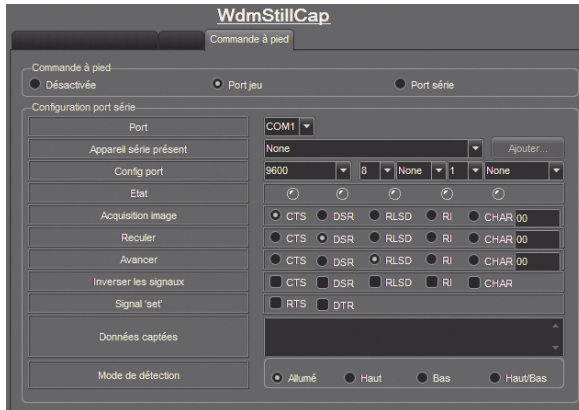 WdmStillCap
Commande à pied
Commande à pied
Désactivée Port jeu Port série
Configuration port série
Port COM1
Appareil série présent None Ajouter...
Config port 9600 8 None 1 None
Etat
Acquisition image CTS DSR RLSD RI CHAR 00
Reculer CTS DSR RLSD RI CHAR 00
Avancer CTS DSR RLSD RI CHAR 00
Inverser les signaux CTS DSR RLSD RI CHAR
Signal 'set' RTS DTR
Données captées
Mode de détection Allumé Haut Bas Haut/Bas